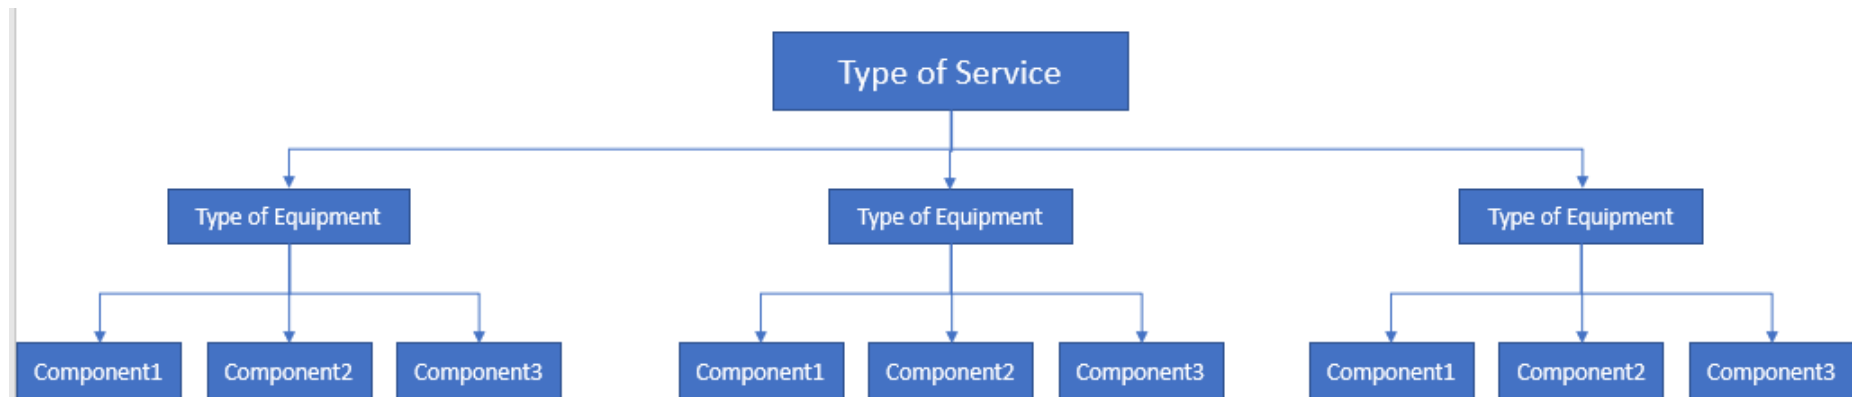 Type of Service
Type of Equipment
Type of Equipment
Type of Equipment
Component1
Component2
Component3
Component1
Component2
Component3
Component1
Component2
Component3